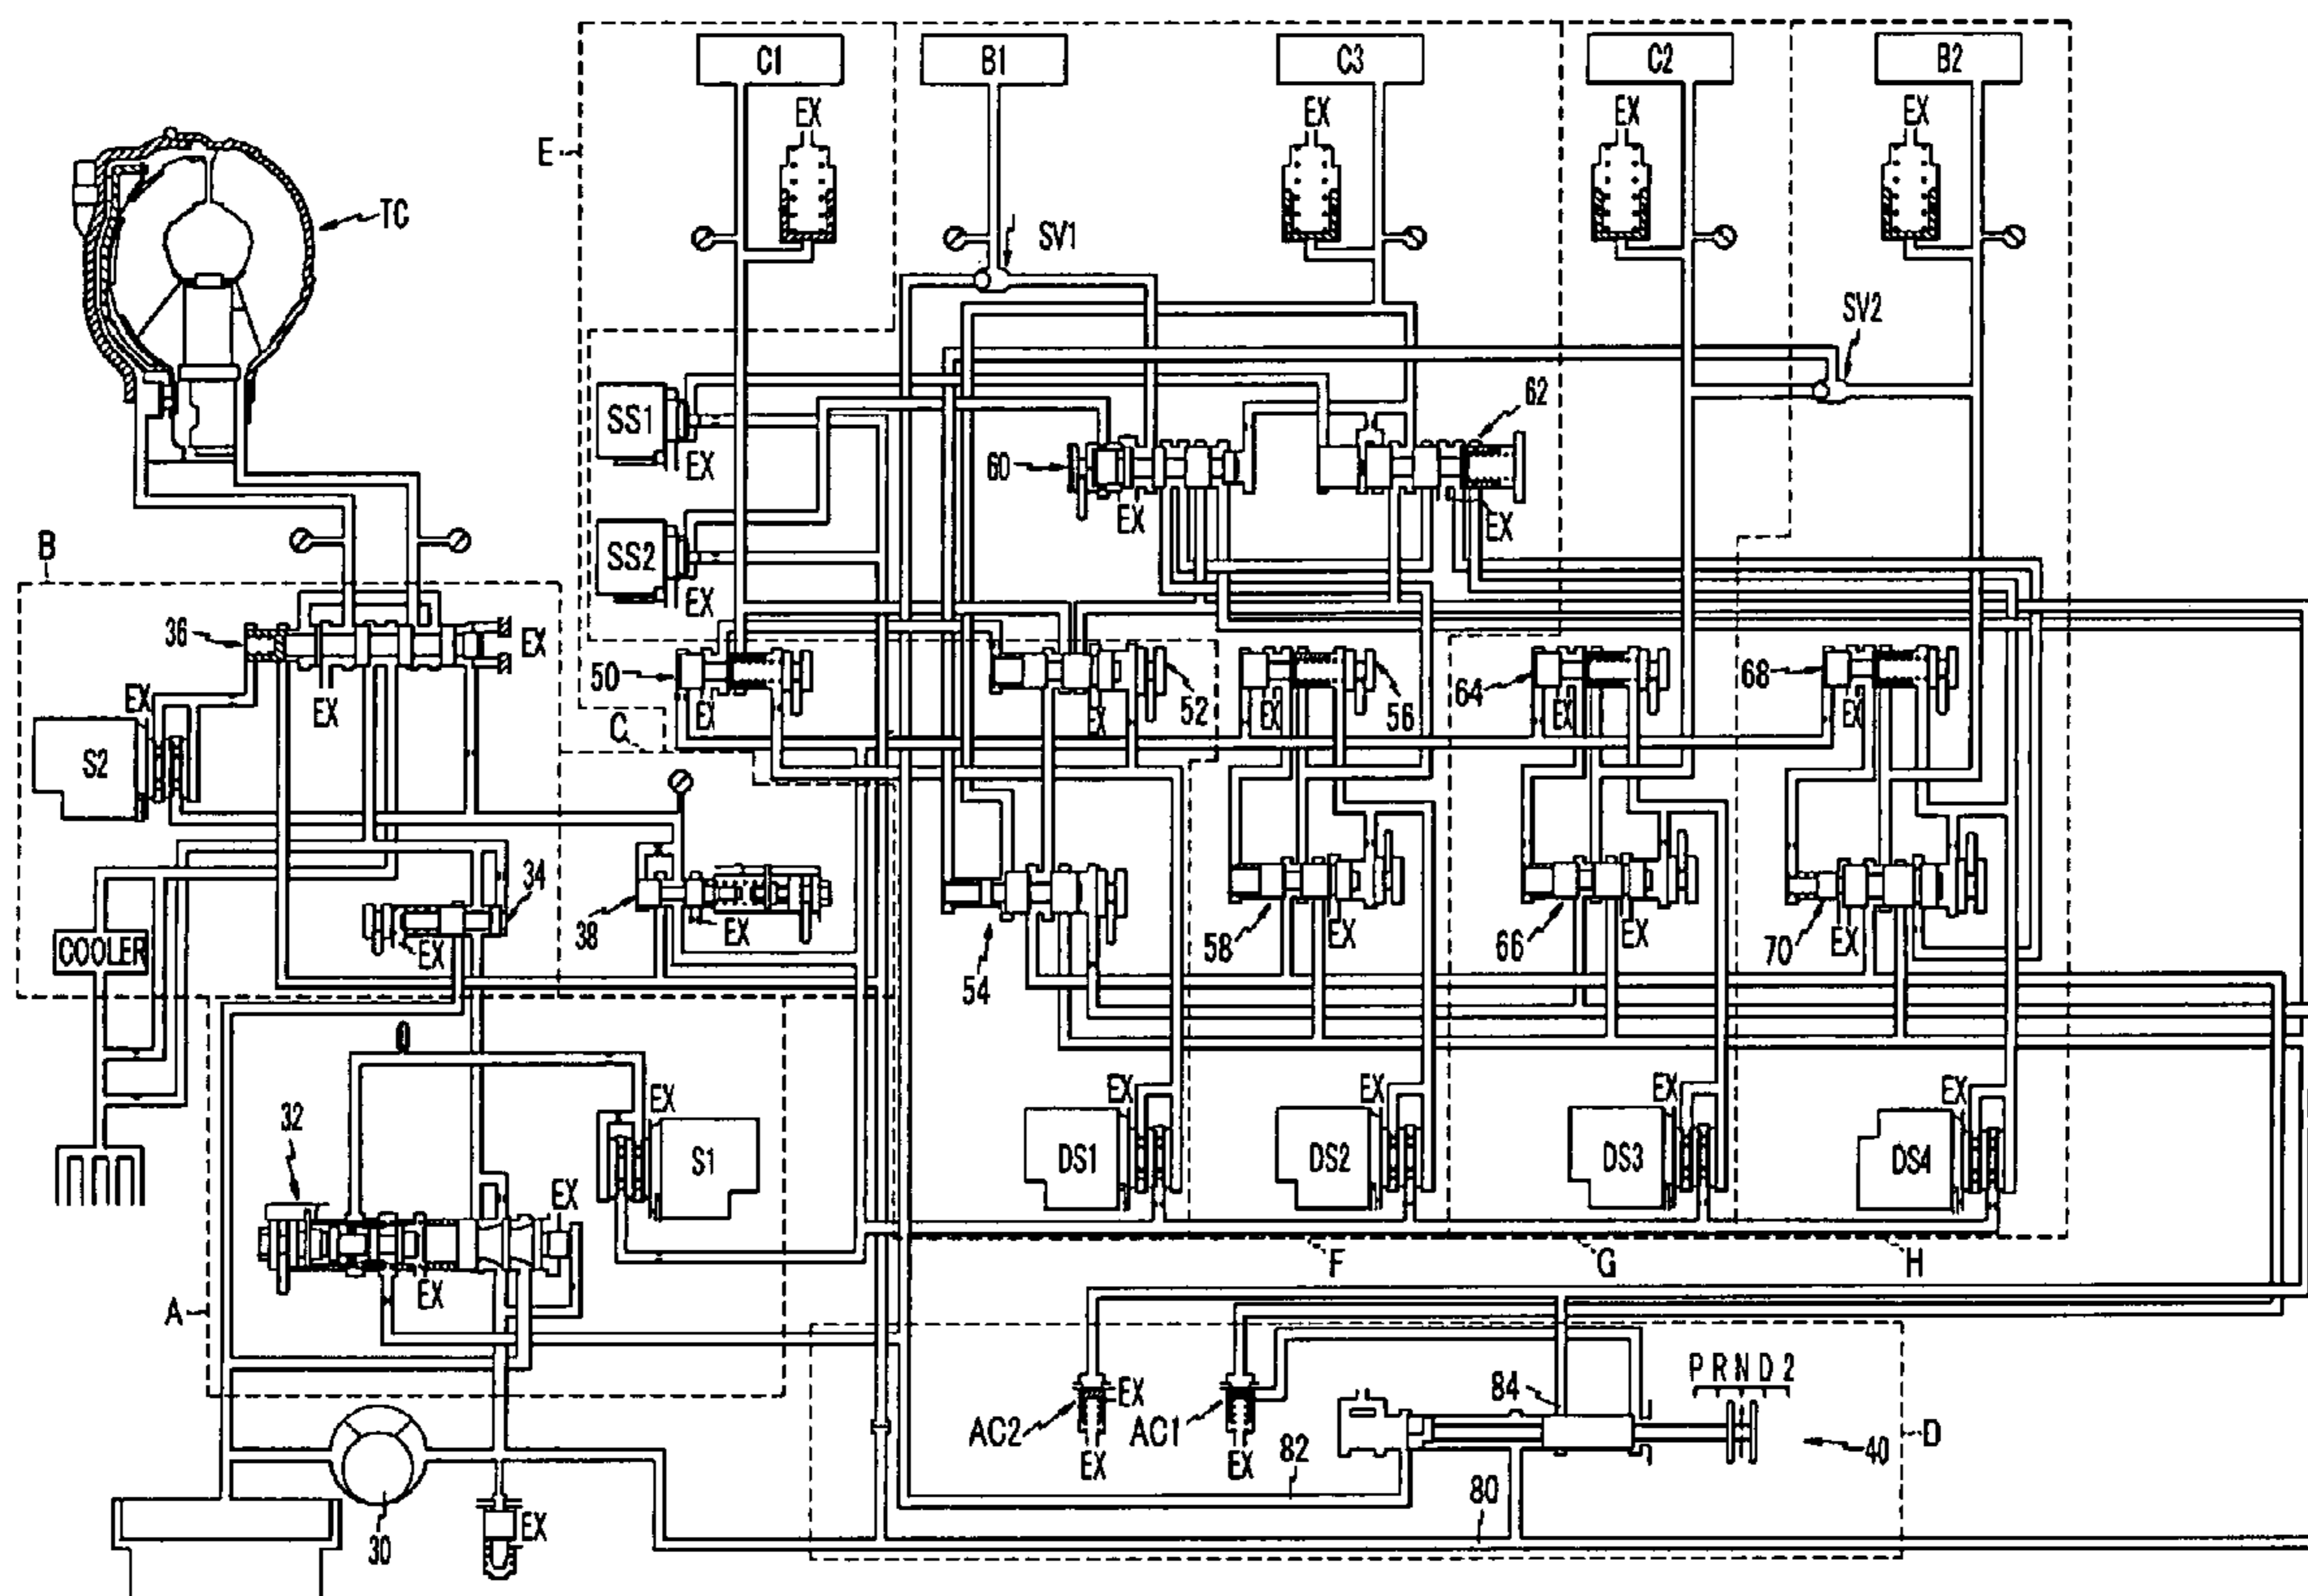 C1 B1 C3 C2 B2
EX EX EX EX EX
E
TC
SV1
SV2
SS1
EX
62
60
EX
EX
B
SS2
EX
36
EX
50
EX
52
EX
56
EX
64
EX
68
EX
EX
EX
C
S2
34
38
EX
EX
COOLER
54
58
EX
66
EX
70
EX
32
EX
S1
EX
EX
EX
EX
EX
EX
DS1
DS2
DS3
DS4
EX
A
F
G
H
P R N D 2
84
EX
AC2
AC1
EX
EX
82
40
D
80
30
EX